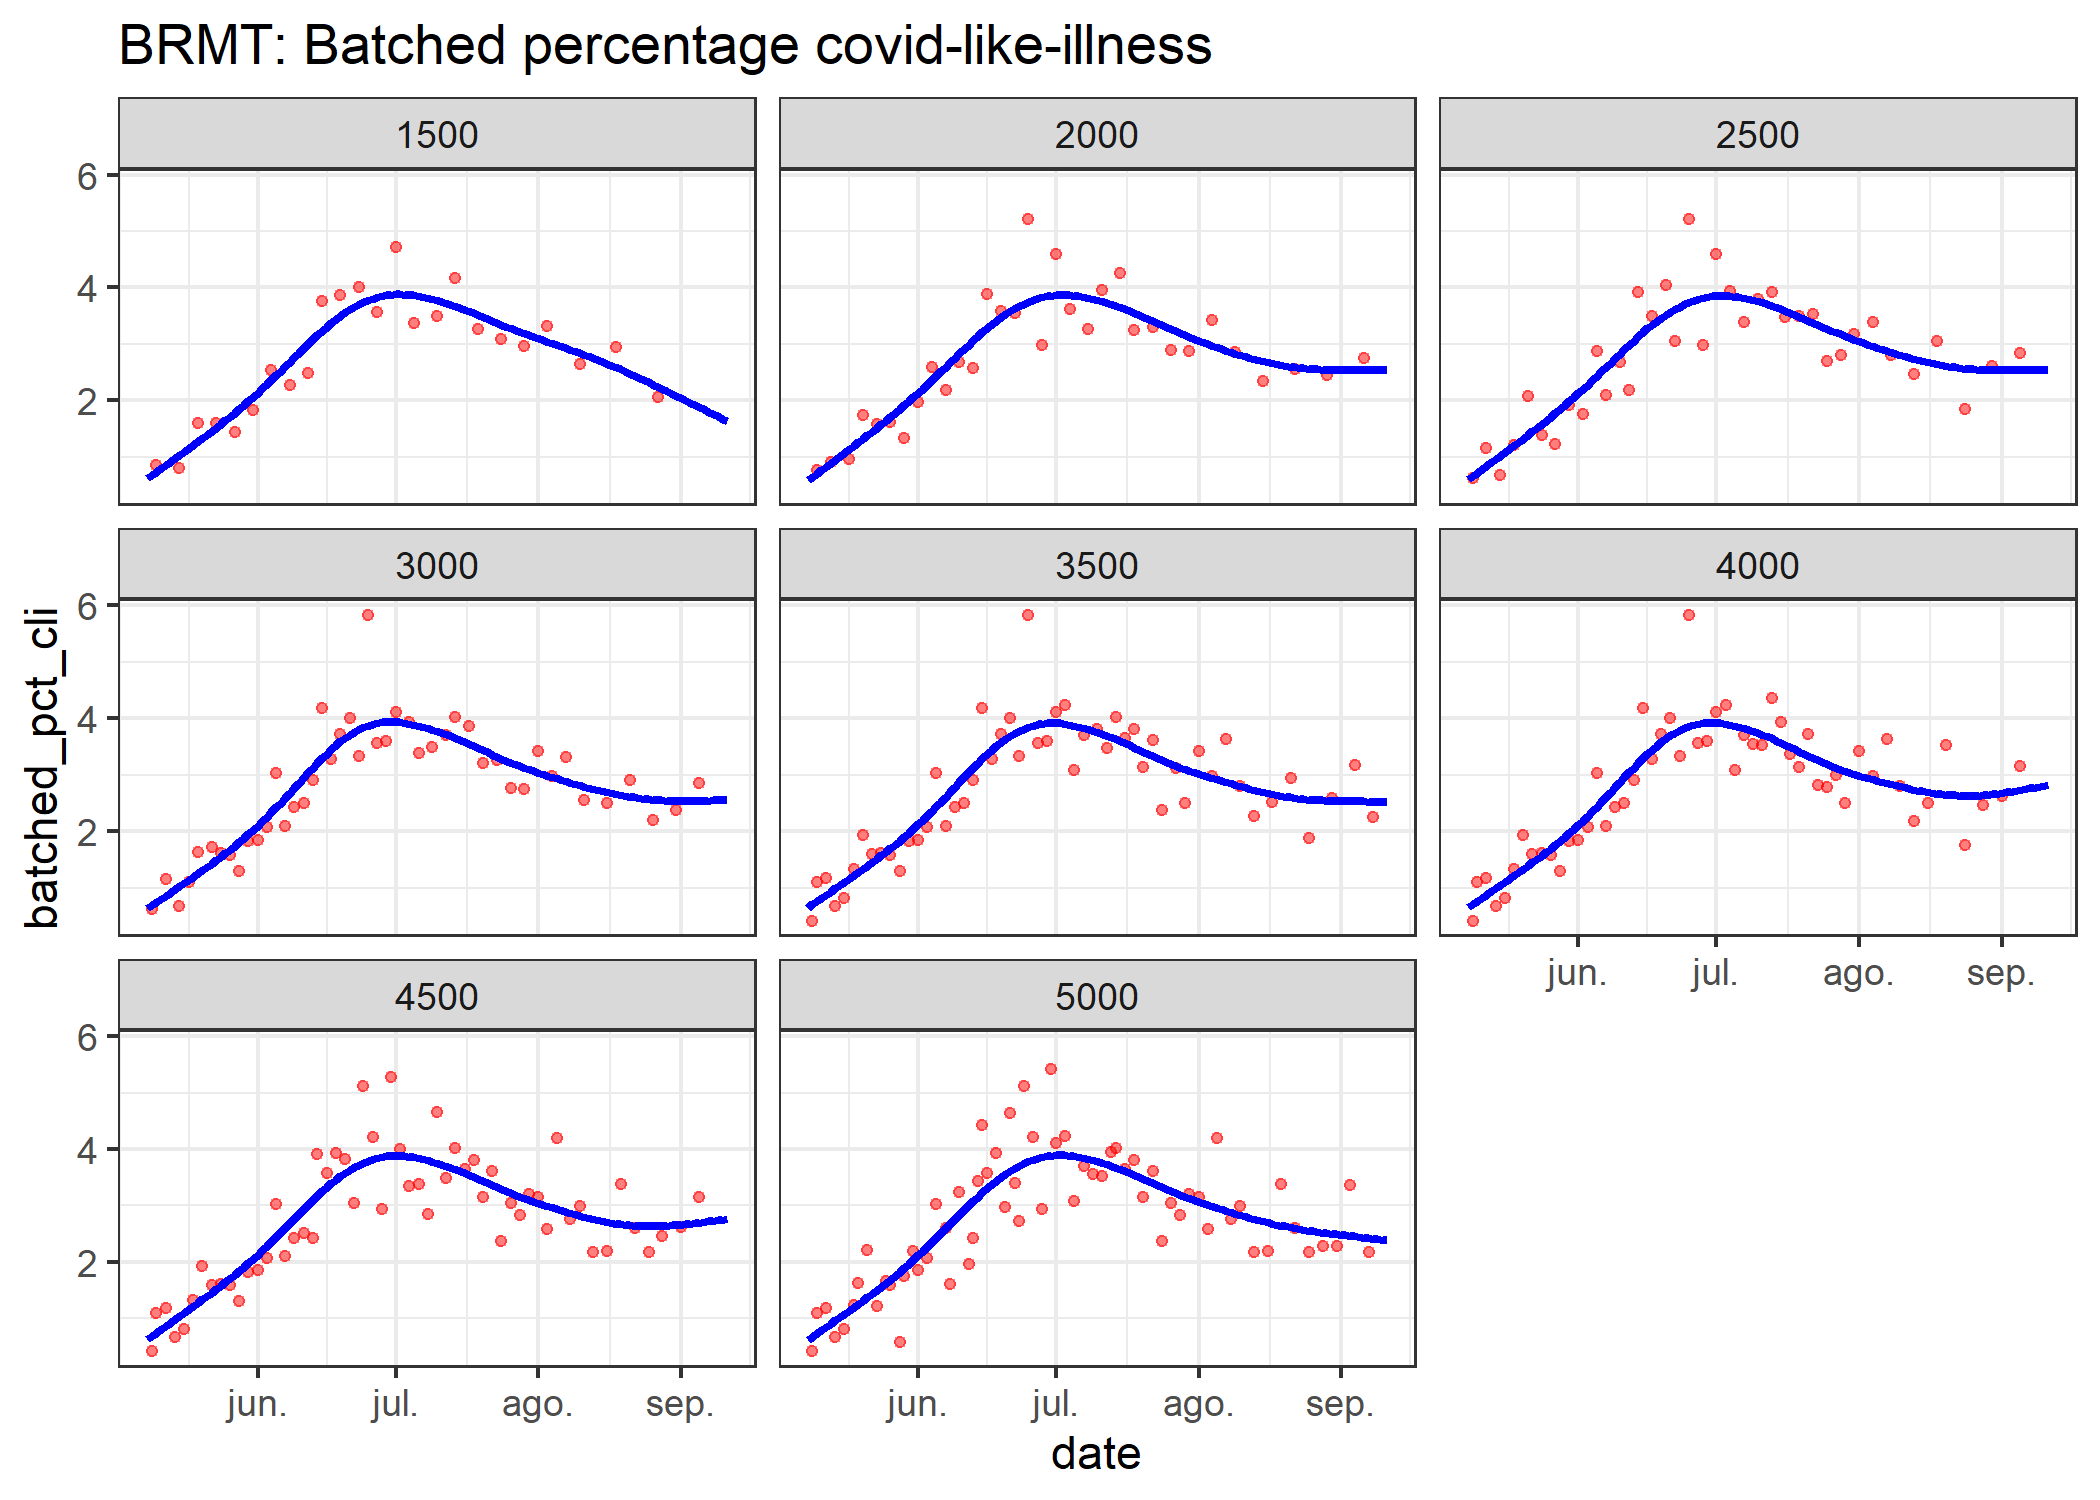 BRMT: Batched percentage covid-like-illness
1500
2000
2500
6
4
2
3000
3500
4000
6
4
2
batched_pct_cli
jun.
jul.
ago.
sep.
4500
5000
6
4
2
jun.
jul.
ago.
sep.
jun.
jul.
ago.
sep.
date